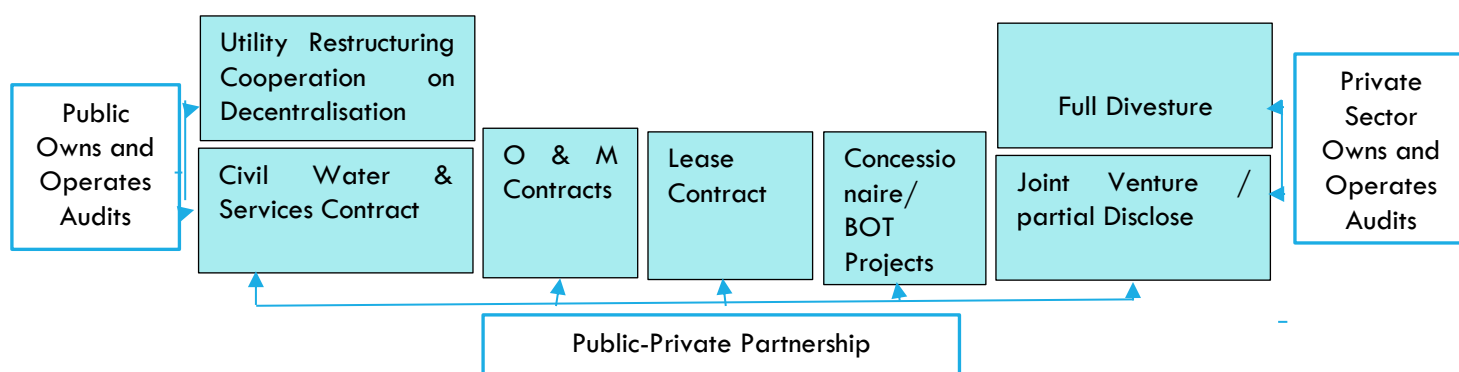 Public
Owns and
Operates
Audits
Utility Restructuring
Cooperation on
Decentralisation
Civil Water &
Services Contract
O & M
Contracts
Lease
Contract
Concessio
naire/
BOT
Projects
Full Divesture
Joint Venture /
partial Disclose
Private
Sector
Owns and
Operates
Audits
Public-Private Partnership